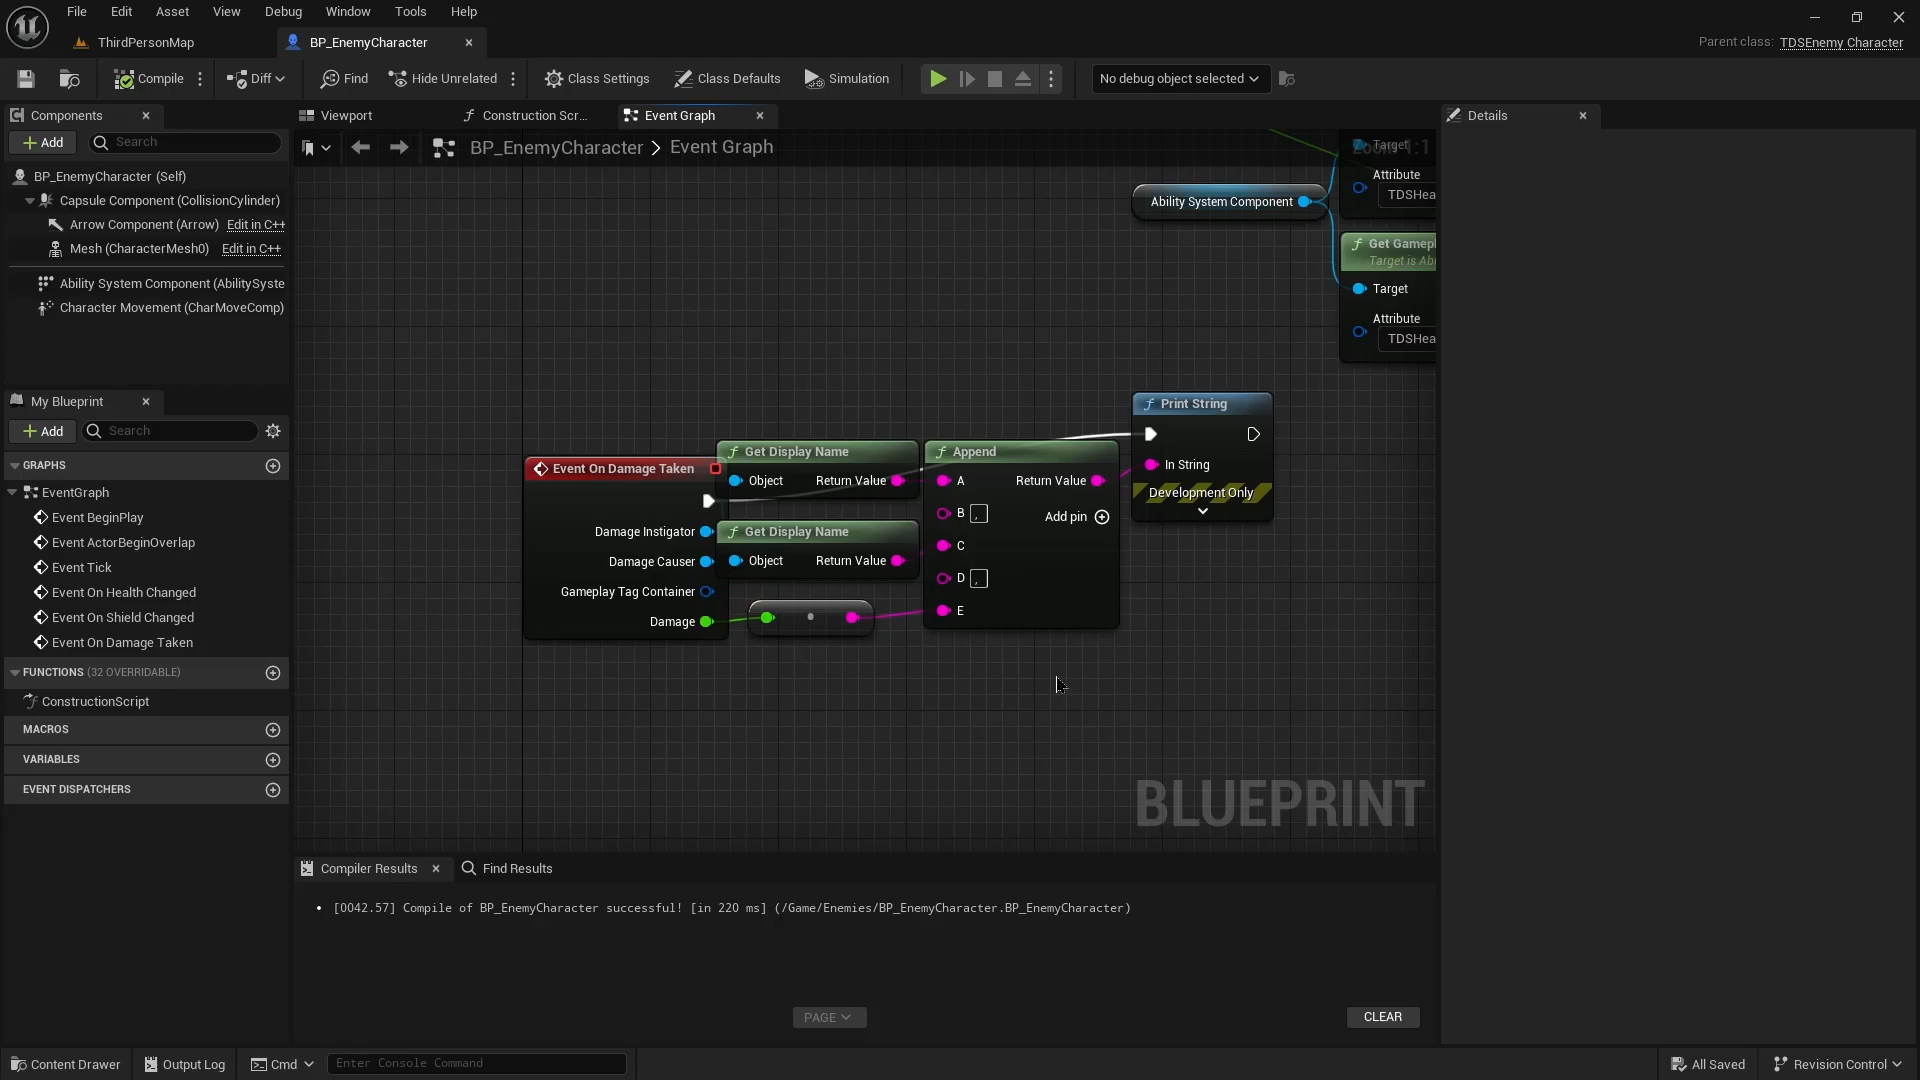 File Edit Asset View Debug Window Tools Help
ThirdPersonMap
BP_EnemyCharacter
Parent class: TDSEnemy Character
Compile
Diff
Find
Hide Unrelated
Class Settings
Class Defaults
Simulation
No debug object selected
Components
Add
Search
BP_EnemyCharacter (Self)
Capsule Component (CollisionCylinder)
Arrow Component (Arrow) Edit in C++
Mesh (CharacterMesh0) Edit in C++
Ability System Component (AbilitySyste
Character Movement (CharMoveComp)
My Blueprint
Add
Search
GRAPHS
EventGraph
Event BeginPlay
Event ActorBeginOverlap
Event Tick
Event On Health Changed
Event On Shield Changed
Event On Damage Taken
FUNCTIONS (32 OVERRIDABLE)
ConstructionScript
MACROS
VARIABLES
EVENT DISPATCHERS
Viewport
Construction Scr...
Event Graph
BP_EnemyCharacter > Event Graph
Zoom 1:1
Target
Attribute
TDSHea
Ability System Component
Get Gamep
Target is Ab
Target
Attribute
TDSHea
Event On Damage Taken
Damage Instigator
Damage Causer
Gameplay Tag Container
Damage
Get Display Name
Object Return Value
Get Display Name
Object Return Value
Append
A Return Value
B ,
Add pin
C
D ,
E
Print String
In String
Development Only
BLUEPRINT
Compiler Results
Find Results
• [0042.57] Compile of BP_EnemyCharacter successful! [in 220 ms] (/Game/Enemies/BP_EnemyCharacter.BP_EnemyCharacter)
PAGE
CLEAR
Details
Content Drawer
Output Log
Cmd
Enter Console Command
All Saved
Revision Control